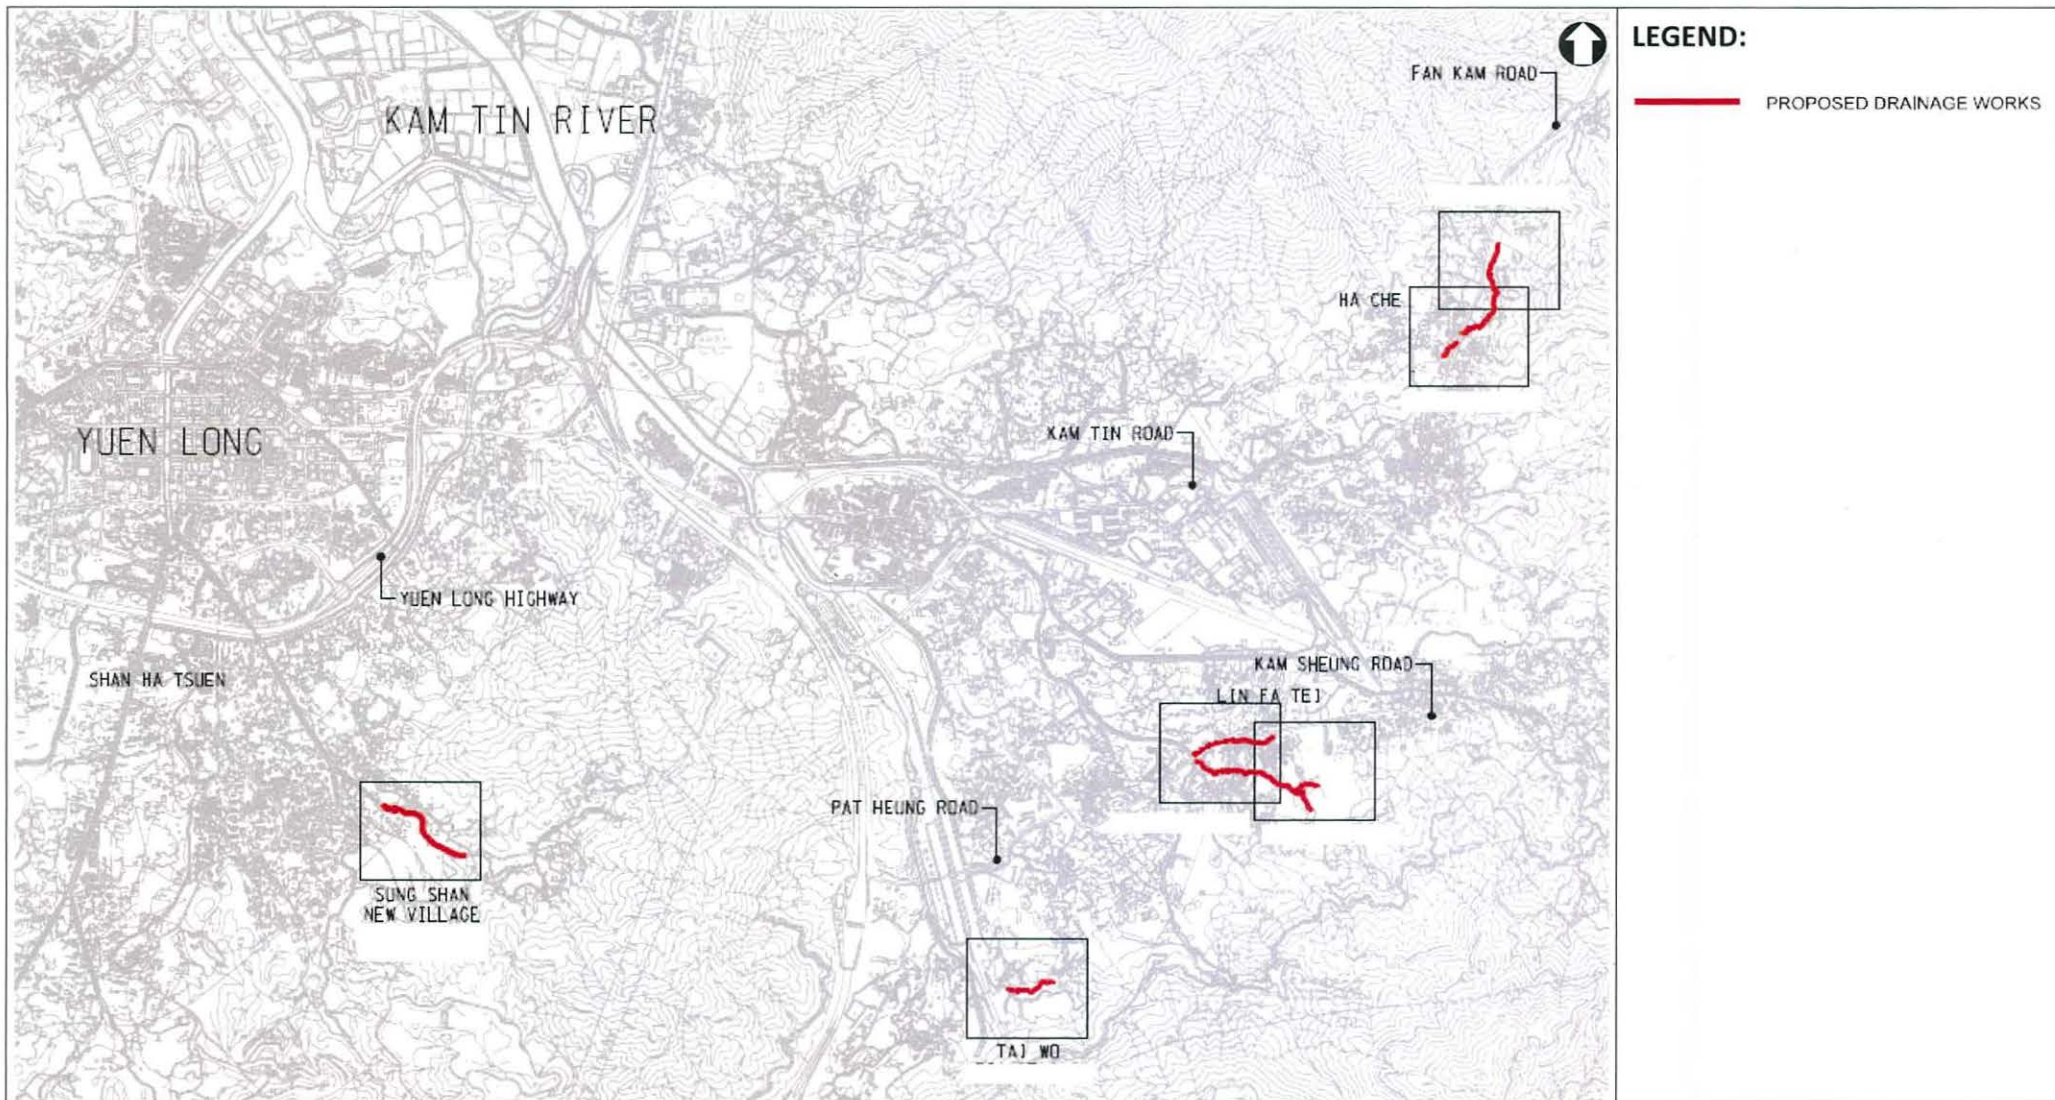 LEGEND:
PROPOSED DRAINAGE WORKS
FAN KAM ROAD
KAM TIN RIVER
HA CHE
KAM TIN ROAD
YUEN LONG
YUEN LONG HIGHWAY
SHAN HA TSUEN
KAM SHEUNG ROAD
LIN FA TEI
PAT HEUNG ROAD
SUNG SHAN
NEW VILLAGE
TAI WO